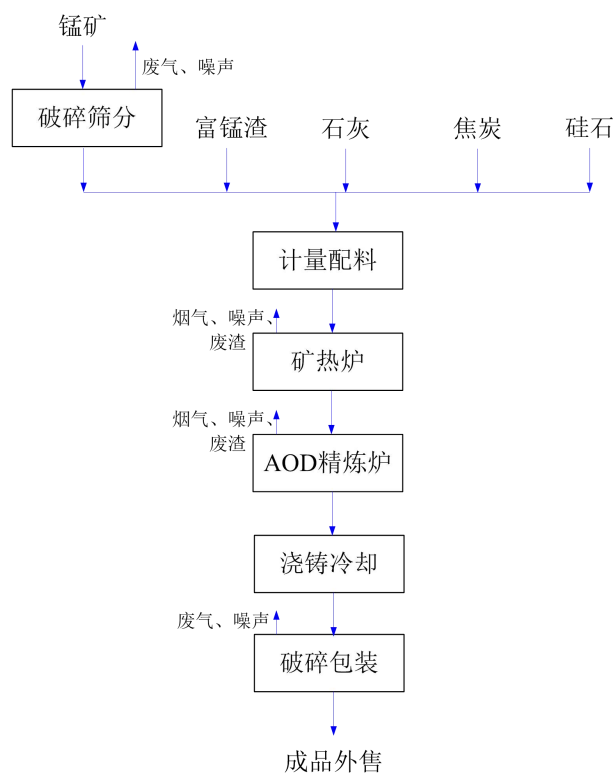 锰矿
废气、噪声
破碎筛分
富锰渣
石灰
焦炭
硅石
计量配料
烟气、噪声、
废渣
矿热炉
烟气、噪声、
废渣
AOD精炼炉
浇铸冷却
废气、噪声
破碎包装
成品外售